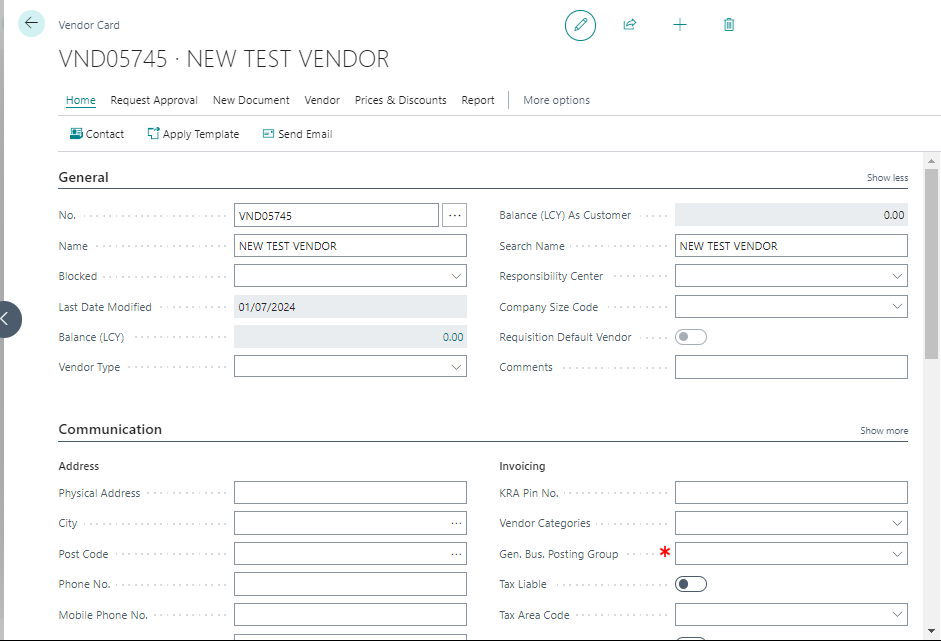 Vendor Card
VND05745 · NEW TEST VENDOR
Home Request Approval New Document Vendor Prices & Discounts Report More options
Contact Apply Template Send Email
General Show less
No. VND05745 ... Balance (LCY) As Customer 0.00
Name NEW TEST VENDOR Search Name NEW TEST VENDOR
Blocked Responsibility Center
Last Date Modified 01/07/2024 Company Size Code
Balance (LCY) 0.00 Requisition Default Vendor
Vendor Type Comments
Communication Show more
Address Invoicing
Physical Address KRA Pin No.
City ... Vendor Categories
Post Code ... Gen. Bus. Posting Group *
Phone No. Tax Liable
Mobile Phone No. Tax Area Code